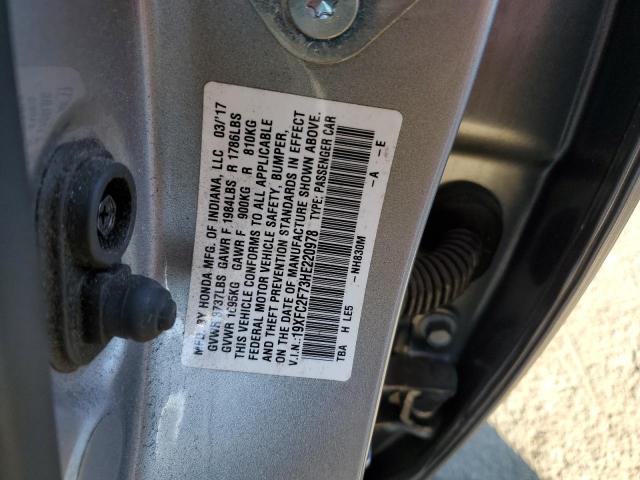 MFD. BY HONDA MFG. OF INDIANA, LLC 03/'17
GVWR 3737LBS GAWR F 1984LBS R 1786LBS
GVWR 1695KG GAWR F 900KG R 810KG
THIS VEHICLE CONFORMS TO ALL APPLICABLE
FEDERAL MOTOR VEHICLE SAFETY, BUMPER,
AND THEFT PREVENTION STANDARDS IN EFFECT
ON THE DATE OF MANUFACTURE SHOWN ABOVE.
V.I.N.:19XFC2F73HE220978 TYPE: PASSENGER CAR
NH830M -A -E
TBA H LE5